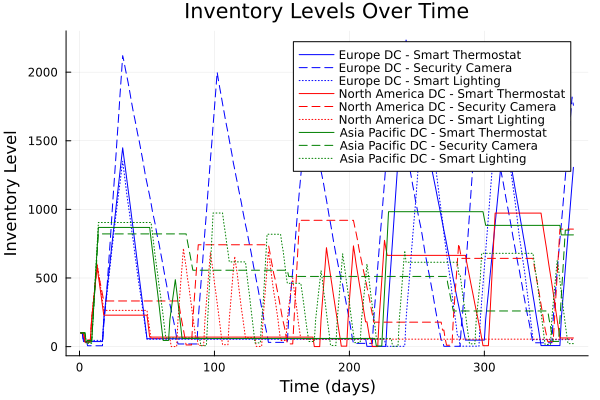 Inventory Levels Over Time
Inventory Level
2000
1500
1000
500
0
Europe DC - Smart Thermostat
Europe DC - Security Camera
Europe DC - Smart Lighting
North America DC - Smart Thermostat
North America DC - Security Camera
North America DC - Smart Lighting
Asia Pacific DC - Smart Thermostat
Asia Pacific DC - Security Camera
Asia Pacific DC - Smart Lighting
0 100 200 300
Time (days)